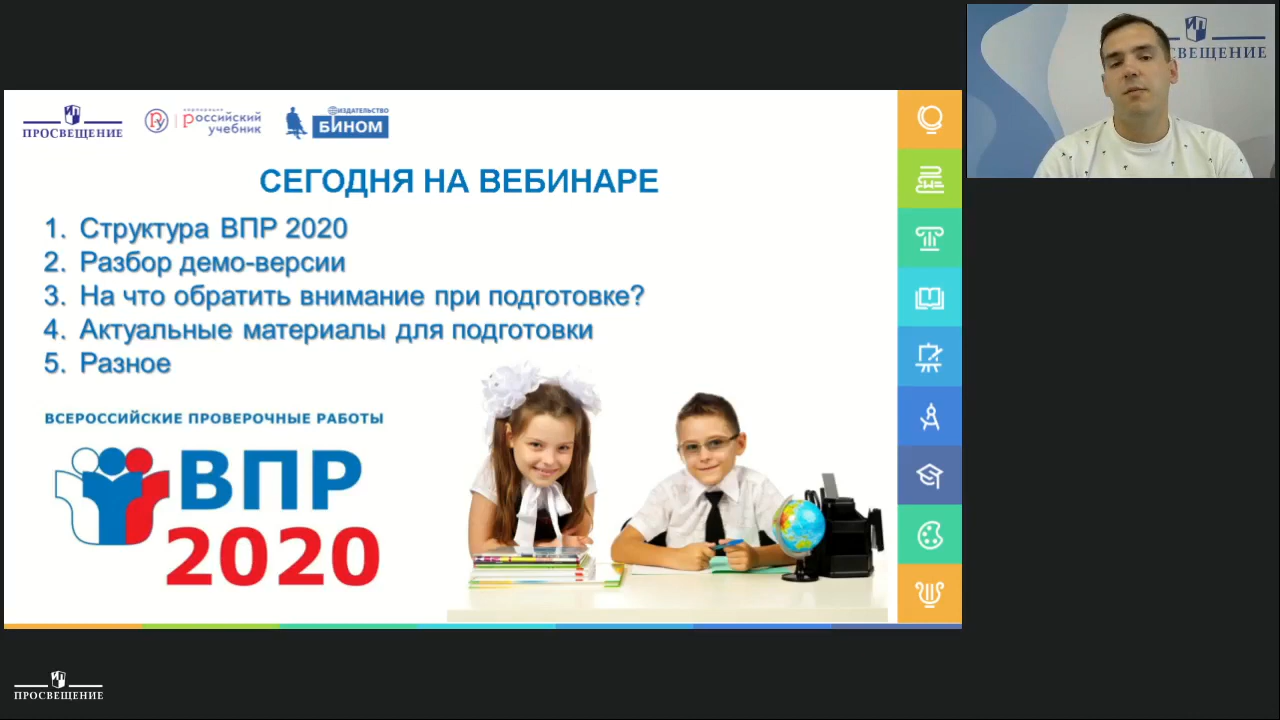 ПРОСВЕЩЕНИЕ
российский
учебник
ИЗДАТЕЛЬСТВО
БИНОМ
СЕГОДНЯ НА ВЕБИНАРЕ
1. Структура ВПР 2020
2. Разбор демо-версии
3. На что обратить внимание при подготовке?
4. Актуальные материалы для подготовки
5. Разное
ВСЕРОССИЙСКИЕ ПРОВЕРОЧНЫЕ РАБОТЫ
ВПР
2020
СВЕЩЕНИЕ
ПРОСВЕЩЕНИЕ